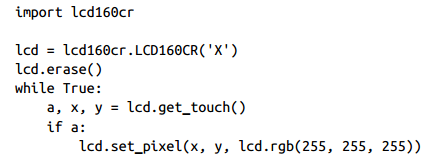 import lcd160cr

lcd = lcd160cr.LCD160CR('X')
lcd.erase()
while True:
    a, x, y = lcd.get_touch()
    if a:
        lcd.set_pixel(x, y, lcd.rgb(255, 255, 255))